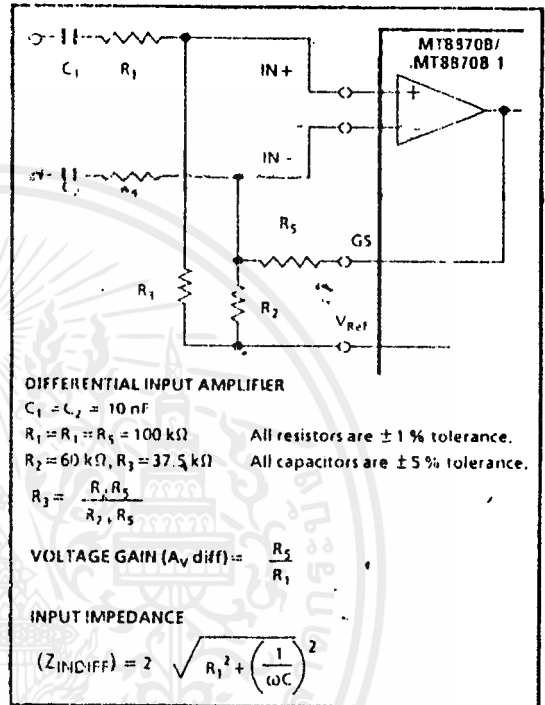 MT8870B/
MT8870B 1
C₁ R₁ IN+
+
IN - -
R₄
R₅ GS
R₃ R₂
V_Ref
DIFFERENTIAL INPUT AMPLIFIER
C₁ = C₂ = 10 nF
R₁ = R₁ = R₅ = 100 kΩ All resistors are ±1 % tolerance.
R₂ = 60 kΩ, R₃ = 37.5 kΩ All capacitors are ±5 % tolerance.
R₃ = R₂R₅ / R₂+R₅
VOLTAGE GAIN (A_V diff) = R₅ / R₁
INPUT IMPEDANCE
(Z_INDIFF) = 2 √ R₁² + (1 / ωC)²